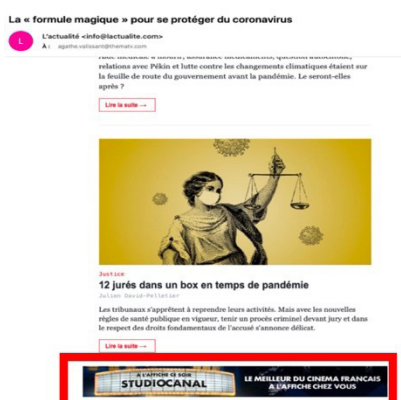 La « formule magique » pour se protéger du coronavirus
L
L'actualité <info@lactualite.com>
À :
relations avec Pékin et lutte contre les changements climatiques étaient sur
la feuille de route du gouvernement avant la pandémie. Le seront-elles
après ?
Lire la suite →
Justice
12 jurés dans un box en temps de pandémie
Julien David-Pelletier
Les tribunaux s'apprêtent à reprendre leurs activités. Mais avec les nouvelles
règles de santé publique en vigueur, tenir un procès criminel devant jury et dans
le respect des droits fondamentaux de l'accusé s'annonce délicat.
Lire la suite →
À L'AFFICHE CE SOIR
STUDIOCANAL
LE MEILLEUR DU CINEMA FRANÇAIS
A L'AFFICHE CHEZ VOUS